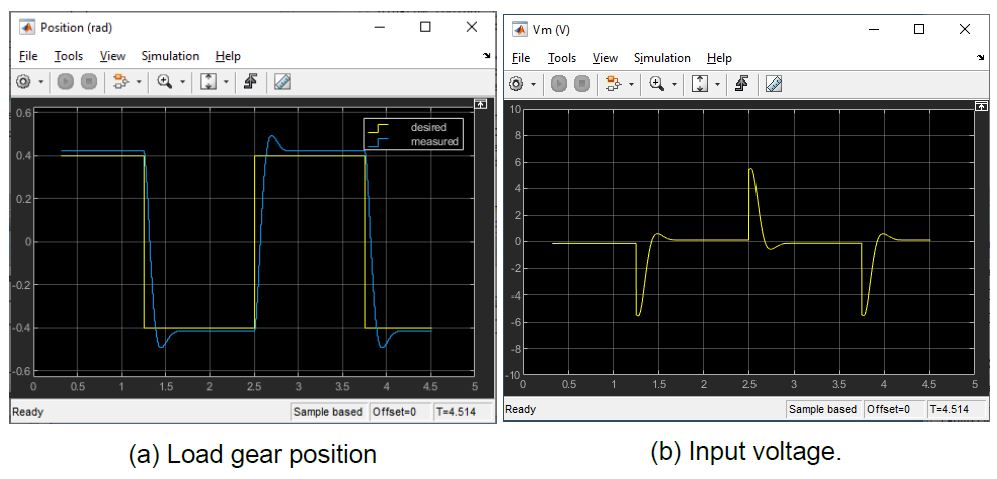 Position (rad)
File Tools View Simulation Help
0.6
0.4
0.2
0
-0.2
-0.4
-0.6
desired
measured
0 0.5 1 1.5 2 2.5 3 3.5 4 4.5 5
Ready Sample based Offset=0 T=4.514
(a) Load gear position
Vm (V)
File Tools View Simulation Help
10
8
6
4
2
0
-2
-4
-6
-8
-10
0 0.5 1 1.5 2 2.5 3 3.5 4 4.5 5
Ready Sample based Offset=0 T=4.514
(b) Input voltage.